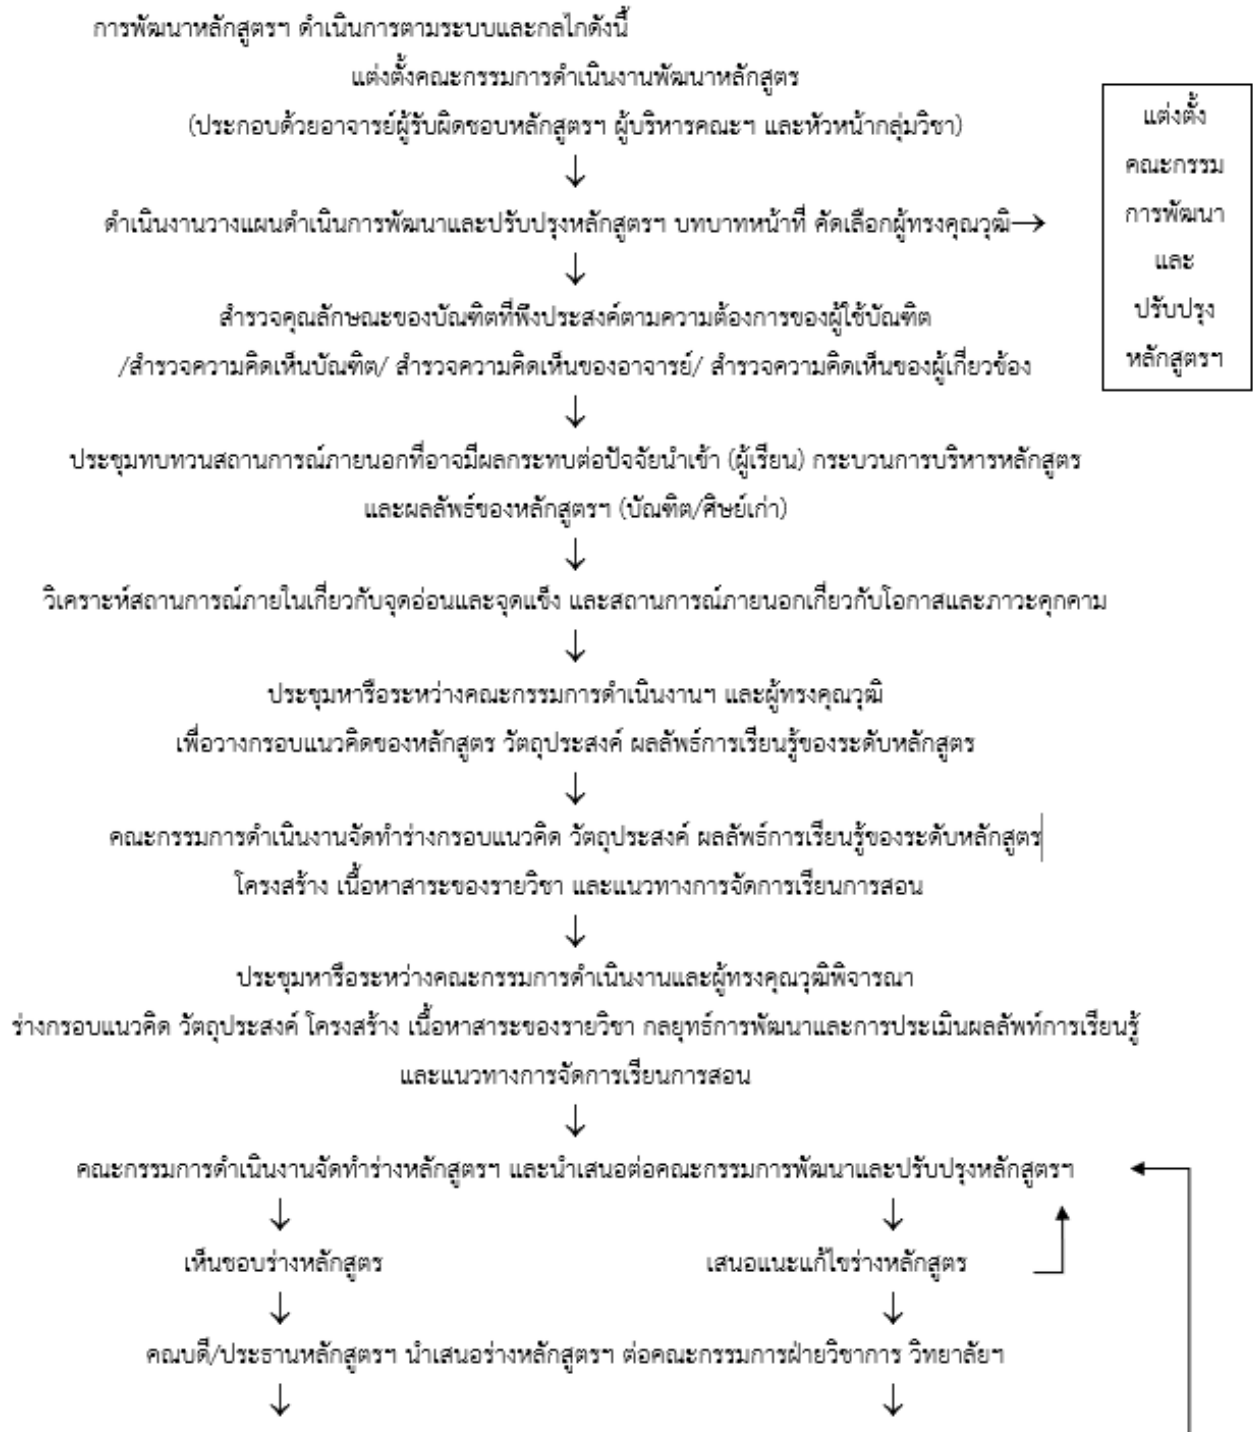 การพัฒนาหลักสูตรฯ ดำเนินการตามระบบและกลไกดังนี้
แต่งตั้งคณะกรรมการดำเนินงานพัฒนาหลักสูตร
(ประกอบด้วยอาจารย์ผู้รับผิดชอบหลักสูตรฯ ผู้บริหารคณะฯ และหัวหน้ากลุ่มวิชา)
↓
ดำเนินงานวางแผนดำเนินการพัฒนาและปรับปรุงหลักสูตรฯ บทบาทหน้าที่ คัดเลือกผู้ทรงคุณวุฒิ→
แต่งตั้ง
คณะกรรม
การพัฒนา
และ
ปรับปรุง
หลักสูตรฯ
↓
สำรวจคุณลักษณะของบัณฑิตที่พึงประสงค์ตามความต้องการของผู้ใช้บัณฑิต
/สำรวจความคิดเห็นบัณฑิต/ สำรวจความคิดเห็นของอาจารย์/ สำรวจความคิดเห็นของผู้เกี่ยวข้อง
↓
ประชุมทบทวนสถานการณ์ภายนอกที่อาจมีผลกระทบต่อปัจจัยนำเข้า (ผู้เรียน) กระบวนการบริหารหลักสูตร
และผลลัพธ์ของหลักสูตรฯ (บัณฑิต/ศิษย์เก่า)
↓
วิเคราะห์สถานการณ์ภายในเกี่ยวกับจุดอ่อนและจุดแข็ง และสถานการณ์ภายนอกเกี่ยวกับโอกาสและภาวะคุกคาม
↓
ประชุมหารือระหว่างคณะกรรมการดำเนินงานฯ และผู้ทรงคุณวุฒิ
เพื่อวางกรอบแนวคิดของหลักสูตร วัตถุประสงค์ ผลลัพธ์การเรียนรู้ของระดับหลักสูตร
↓
คณะกรรมการดำเนินงานจัดทำร่างกรอบแนวคิด วัตถุประสงค์ ผลลัพธ์การเรียนรู้ของระดับหลักสูตร
โครงสร้าง เนื้อหาสาระของรายวิชา และแนวทางการจัดการเรียนการสอน
↓
ประชุมหารือระหว่างคณะกรรมการดำเนินงานและผู้ทรงคุณวุฒิพิจารณา
ร่างกรอบแนวคิด วัตถุประสงค์ โครงสร้าง เนื้อหาสาระของรายวิชา กลยุทธ์การพัฒนาและการประเมินผลลัพท์การเรียนรู้
และแนวทางการจัดการเรียนการสอน
↓
คณะกรรมการดำเนินงานจัดทำร่างหลักสูตรฯ และนำเสนอต่อคณะกรรมการพัฒนาและปรับปรุงหลักสูตรฯ
↓ ↓
เห็นชอบร่างหลักสูตร เสนอแนะแก้ไขร่างหลักสูตร
↓ ↓
คณบดี/ประธานหลักสูตรฯ นำเสนอร่างหลักสูตรฯ ต่อคณะกรรมการฝ่ายวิชาการ วิทยาลัยฯ
↓ ↓